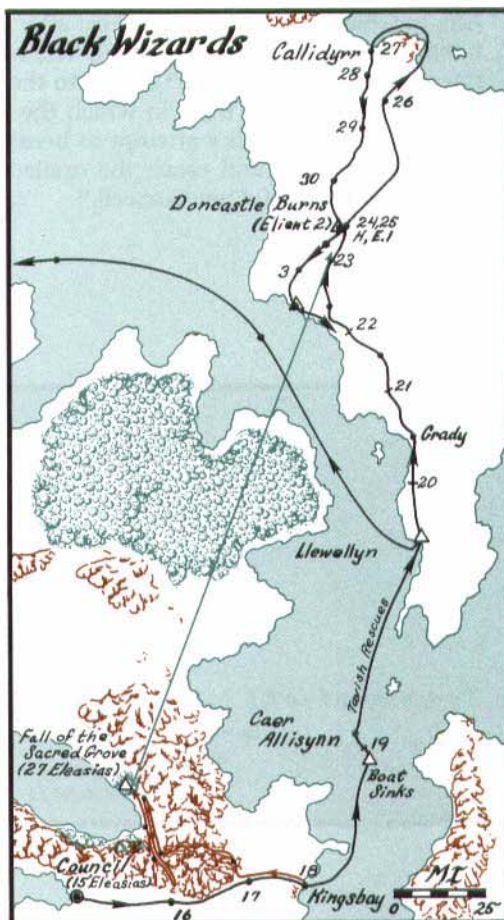 Black Wizards
Callidyrr
27
28
26
29
30
Doncastle Burns
(Elient 2)
24,25
H, E.1
23
3
22
21
Grady
20
Llewellyn
Tavish Rescues
Caer
Allisynn
19
Boat
Sinks
Fall of the
Sacred Grove
(27 Eleasias)
Council
(15 Eleasias)
18
17
16
Kingsbay
MI
0 25